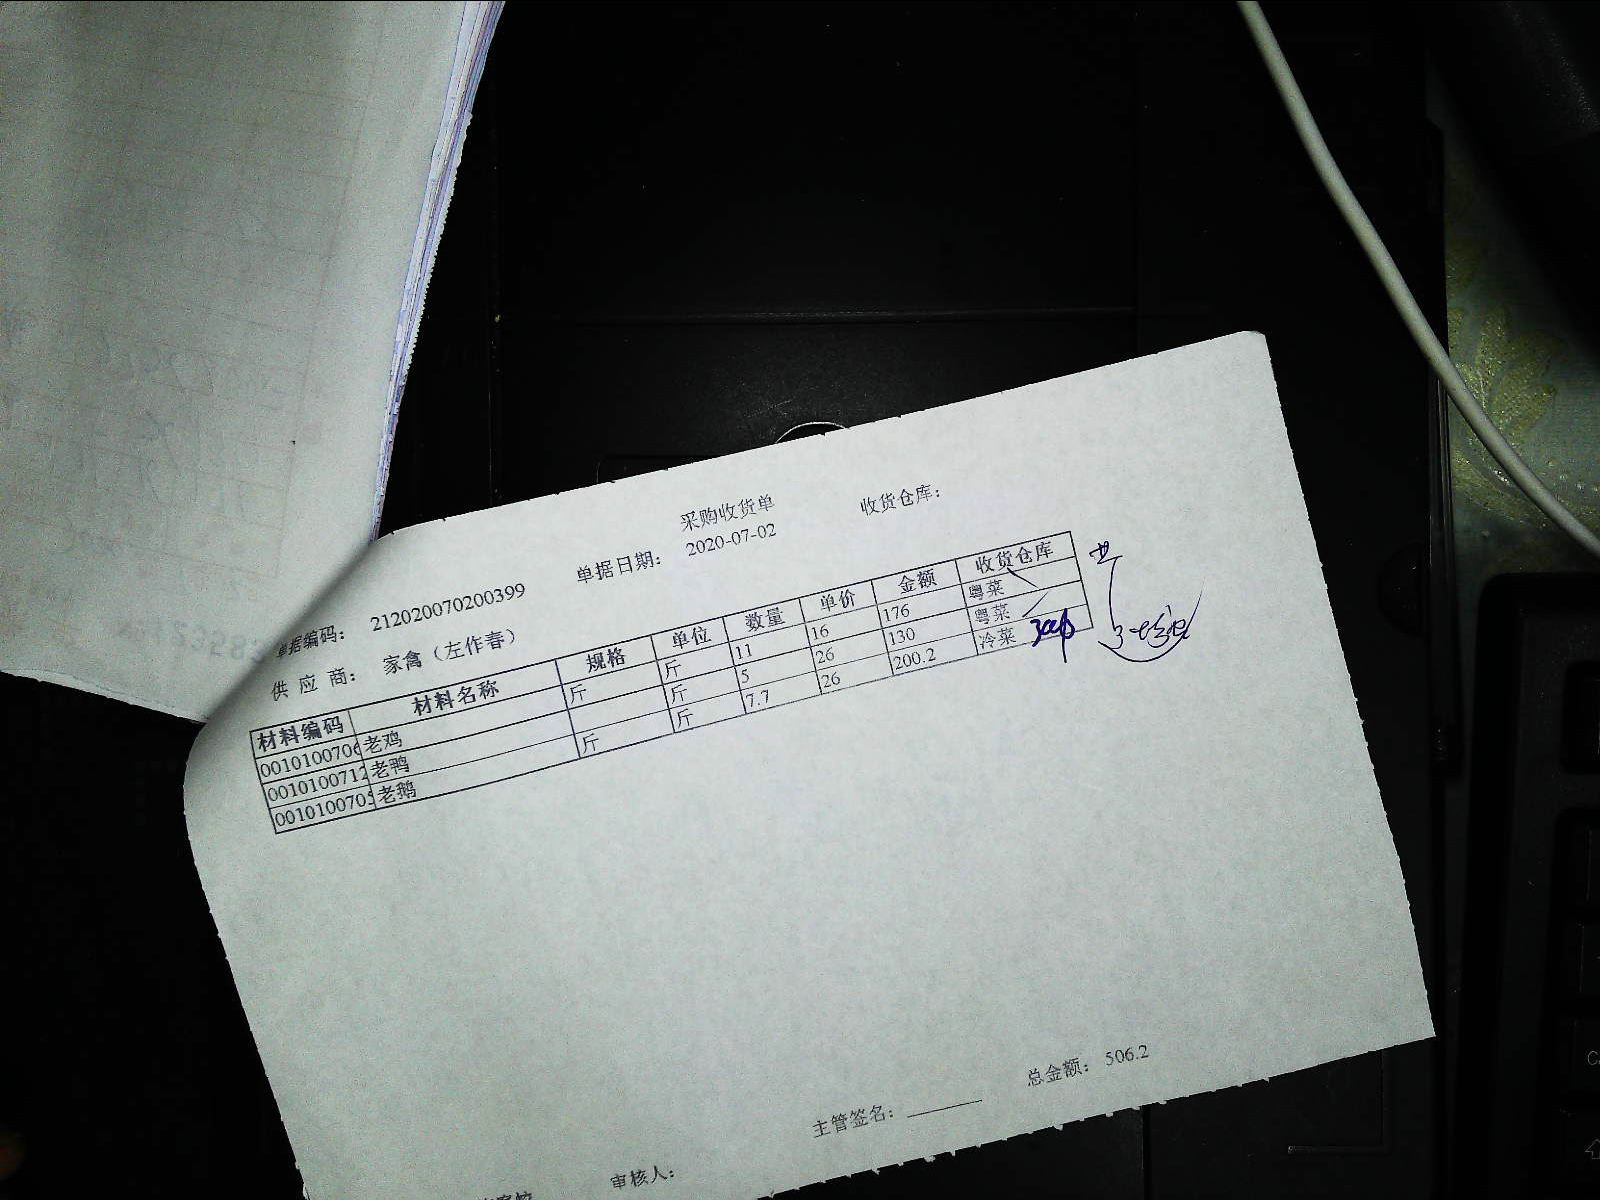 采购收货单
收货仓库：
单据编码： 212020070200399 单据日期： 2020-07-02
供 应 商： 家禽（左作春）
材料编码 材料名称 规格 单位 数量 单价 金额 收货仓库
0010100706 老鸡 斤 斤 11 16 176 粤菜
0010100712 老鸭 斤 5 26 130 粤菜
0010100705 老鹅 斤 斤 7.7 26 200.2 冷菜
总金额： 506.2
主管签名：
审核人：